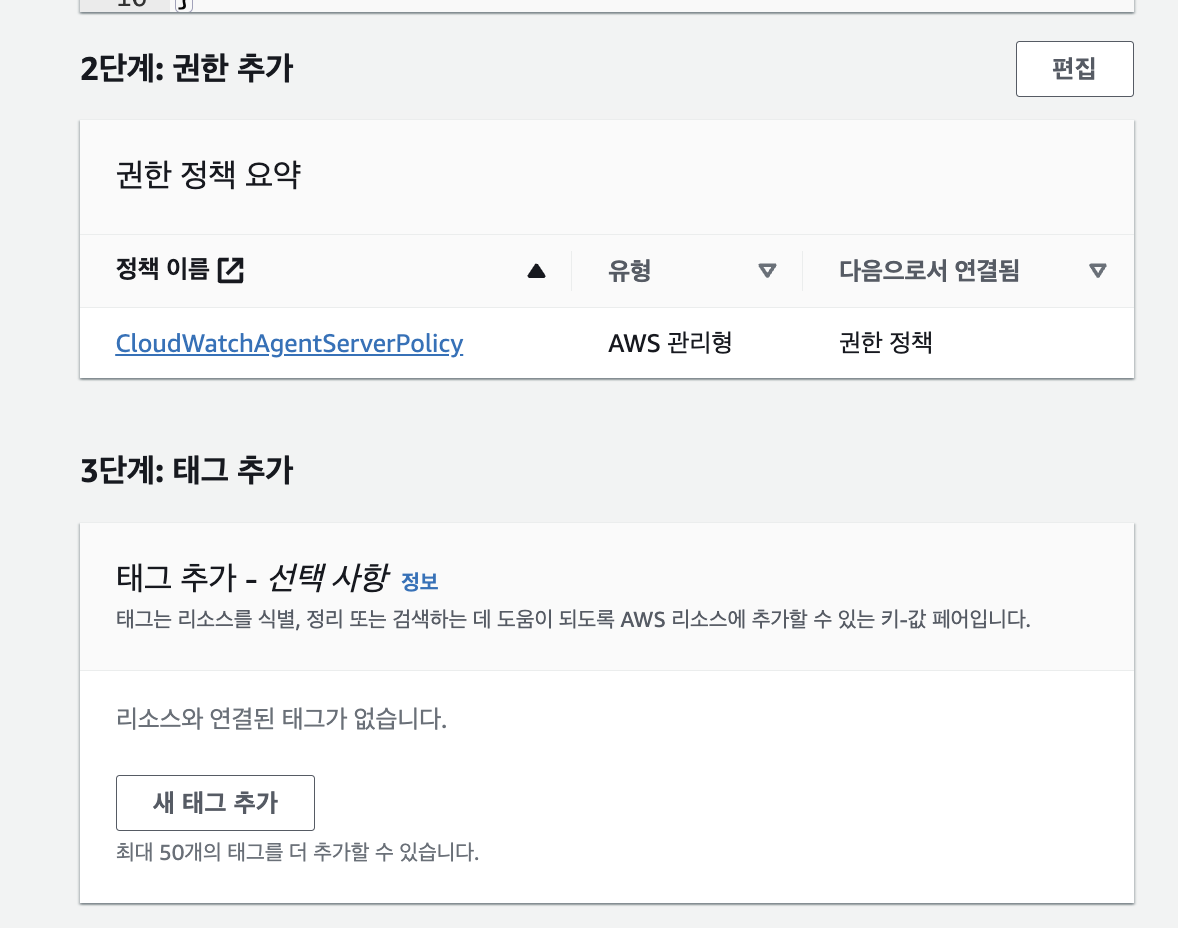 2단계: 권한 추가
편집
권한 정책 요약
정책 이름 유형 다음으로서 연결됨
CloudWatchAgentServerPolicy AWS 관리형 권한 정책
3단계: 태그 추가
태그 추가 - 선택 사항 정보
태그는 리소스를 식별, 정리 또는 검색하는 데 도움이 되도록 AWS 리소스에 추가할 수 있는 키-값 페어입니다.
리소스와 연결된 태그가 없습니다.
새 태그 추가
최대 50개의 태그를 더 추가할 수 있습니다.